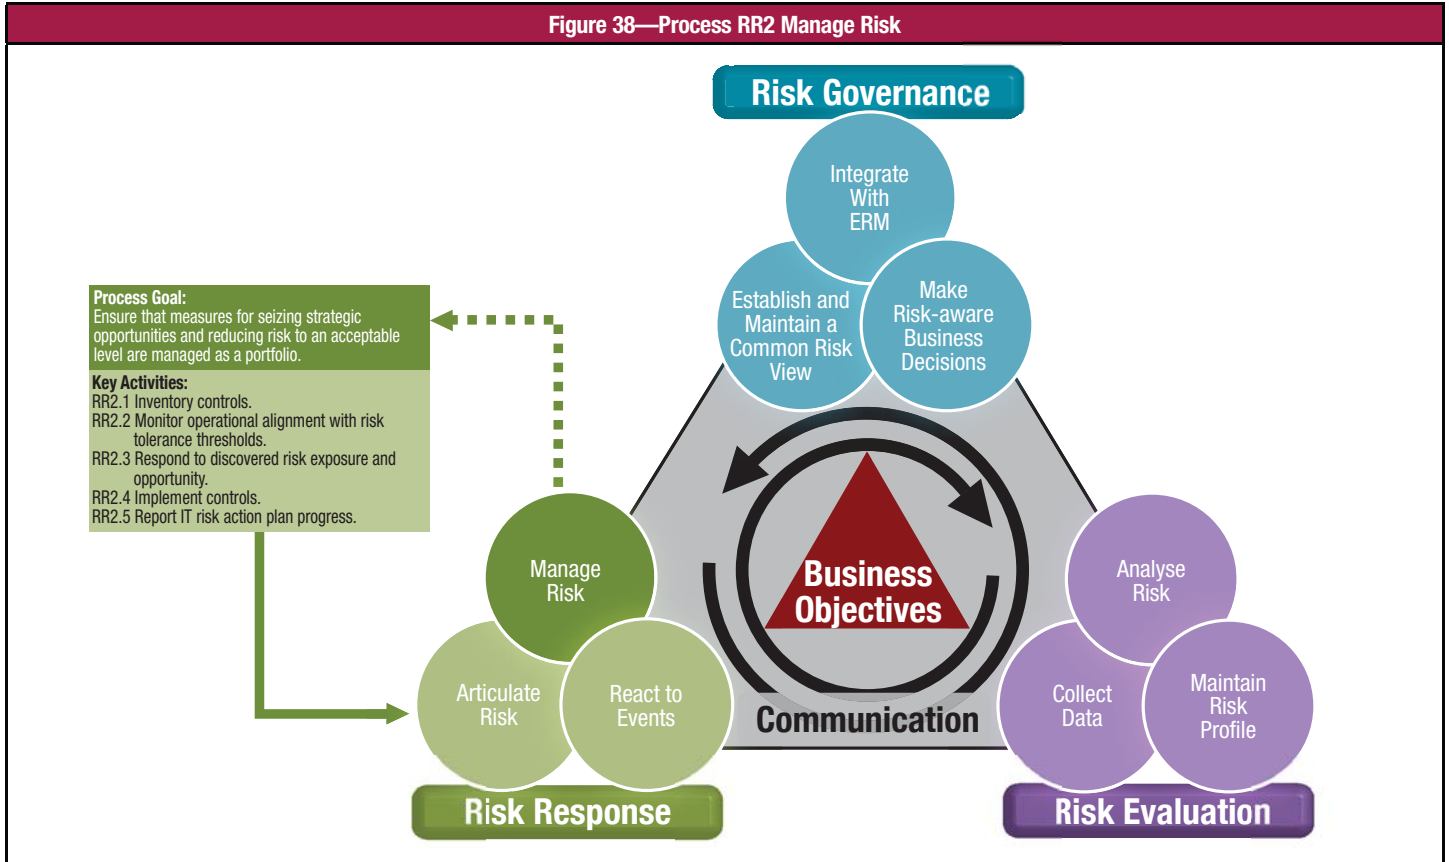 Figure 38—Process RR2 Manage Risk
Risk Governance
Integrate
With
ERM
Establish and
Maintain a
Common Risk
View
Make
Risk-aware
Business
Decisions
Process Goal:
Ensure that measures for seizing strategic
opportunities and reducing risk to an acceptable
level are managed as a portfolio.
Key Activities:
RR2.1 Inventory controls.
RR2.2 Monitor operational alignment with risk
tolerance thresholds.
RR2.3 Respond to discovered risk exposure and
opportunity.
RR2.4 Implement controls.
RR2.5 Report IT risk action plan progress.
Manage
Risk
Articulate
Risk
React to
Events
Risk Response
Business
Objectives
Communication
Analyse
Risk
Collect
Data
Maintain
Risk
Profile
Risk Evaluation